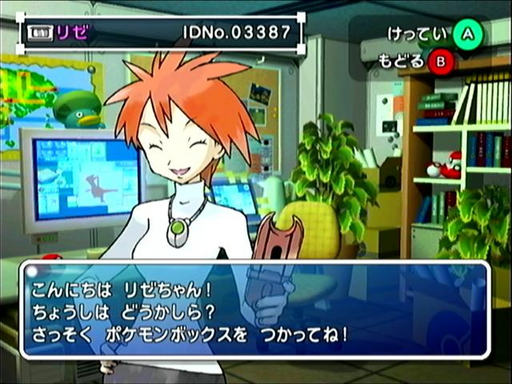 リゼ IDNo.03387
けってい A
もどる B
こんにちは リゼちゃん!
ちょうしは どうかしら?
さっそく ポケモンボックスを つかってね!